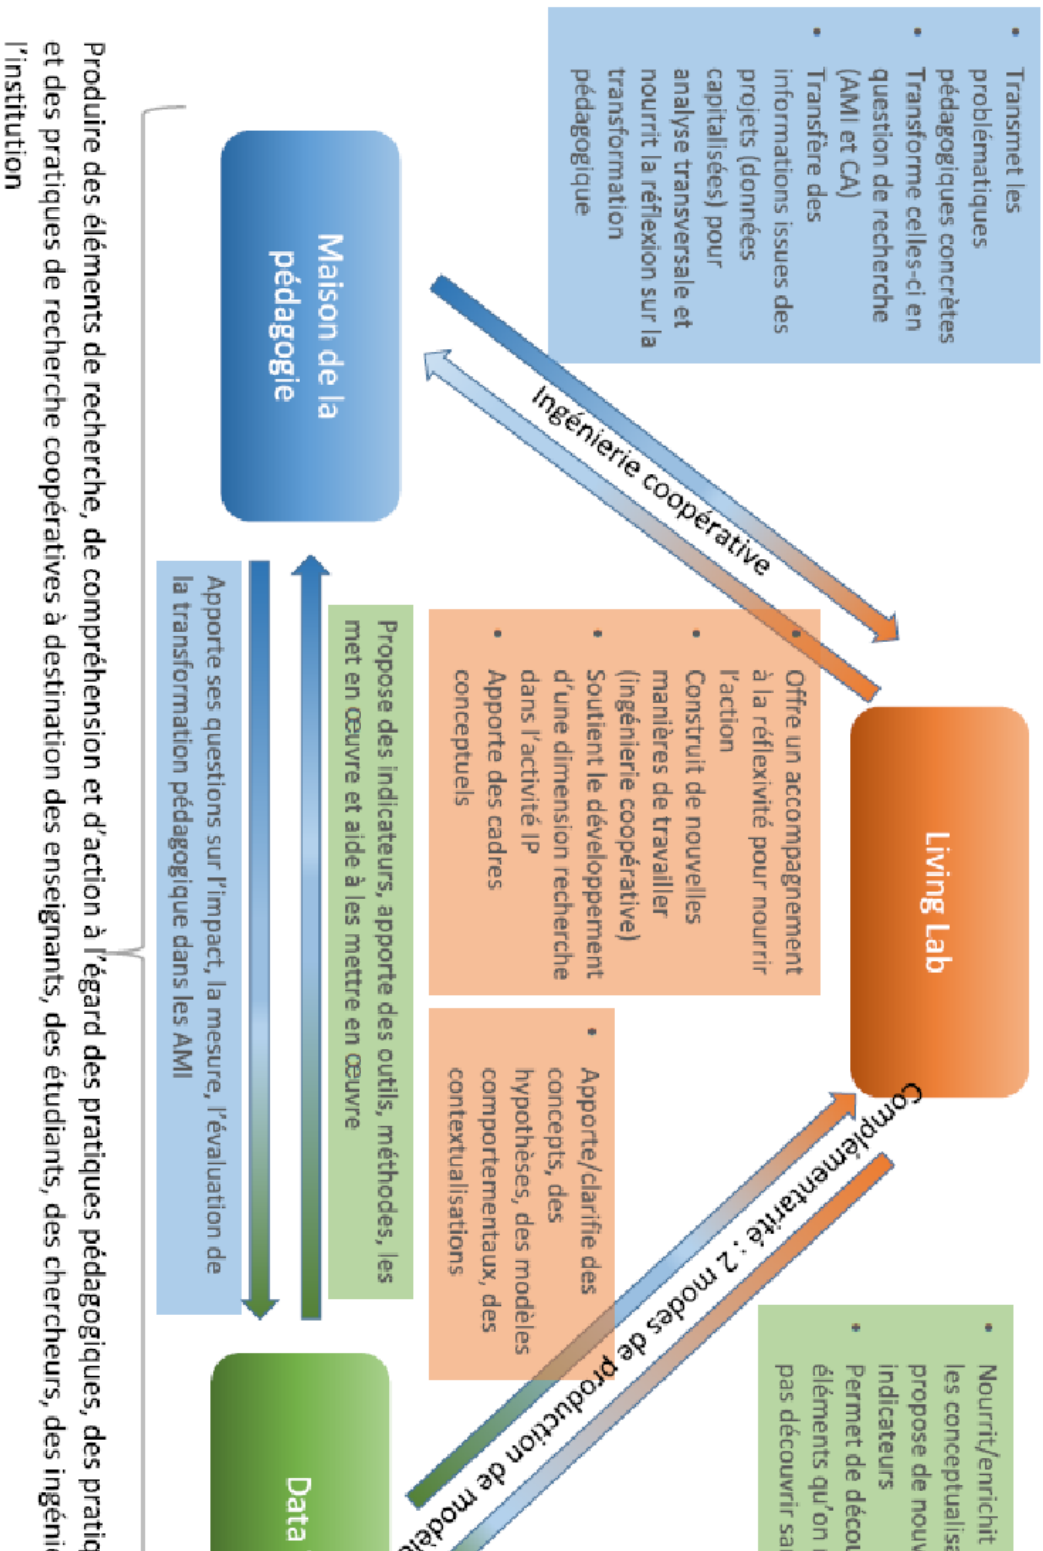 • Transmet les
problématiques
pédagogiques concrètes
• Transforme celles-ci en
question de recherche
(AMI et CA)
• Transfère des
informations issues des
projets (données
capitalisées) pour
analyse transversale et
nourrit la réflexion sur la
transformation
pédagogique
Living Lab
Ingénierie coopérative
Complémentarité : 2 modes de production de modèl
• Nourrit/enrichit
les conceptualisa
propose de nouv
indicateurs
• Permet de décou
éléments qu'on
pas découvrir sa
• Offre un accompagnement
à la réflexivité pour nourrir
l'action
• Construit de nouvelles
manières de travailler
(ingénierie coopérative)
• Soutient le développement
d'une dimension recherche
dans l'activité IP
• Apporte des cadres
conceptuels
• Apporte/clarifie des
concepts, des
hypothèses, des modèles
comportementaux, des
contextualisations
Maison de la
pédagogie
Propose des indicateurs, apporte des outils, méthodes, les
met en œuvre et aide à les mettre en œuvre
Apporte ses questions sur l'impact, la mesure, l'évaluation de
la transformation pédagogique dans les AMI
Data
Produire des éléments de recherche, de compréhension et d'action à l'égard des pratiques pédagogiques, des pratiq
et des pratiques de recherche coopératives à destination des enseignants, des étudiants, des chercheurs, des ingénie
l'institution